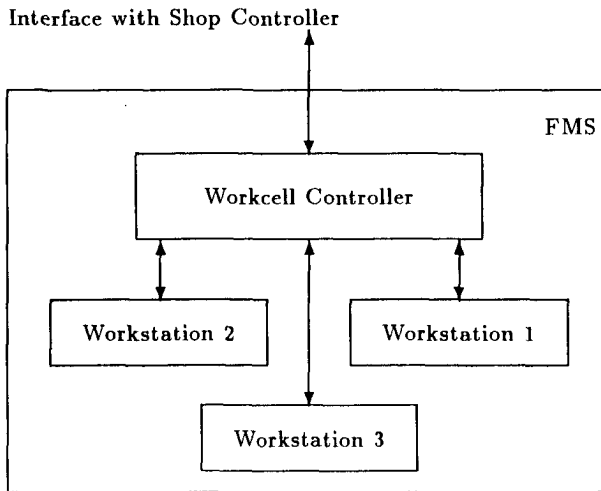 Interface with Shop Controller
FMS
Workcell Controller
Workstation 2
Workstation 1
Workstation 3